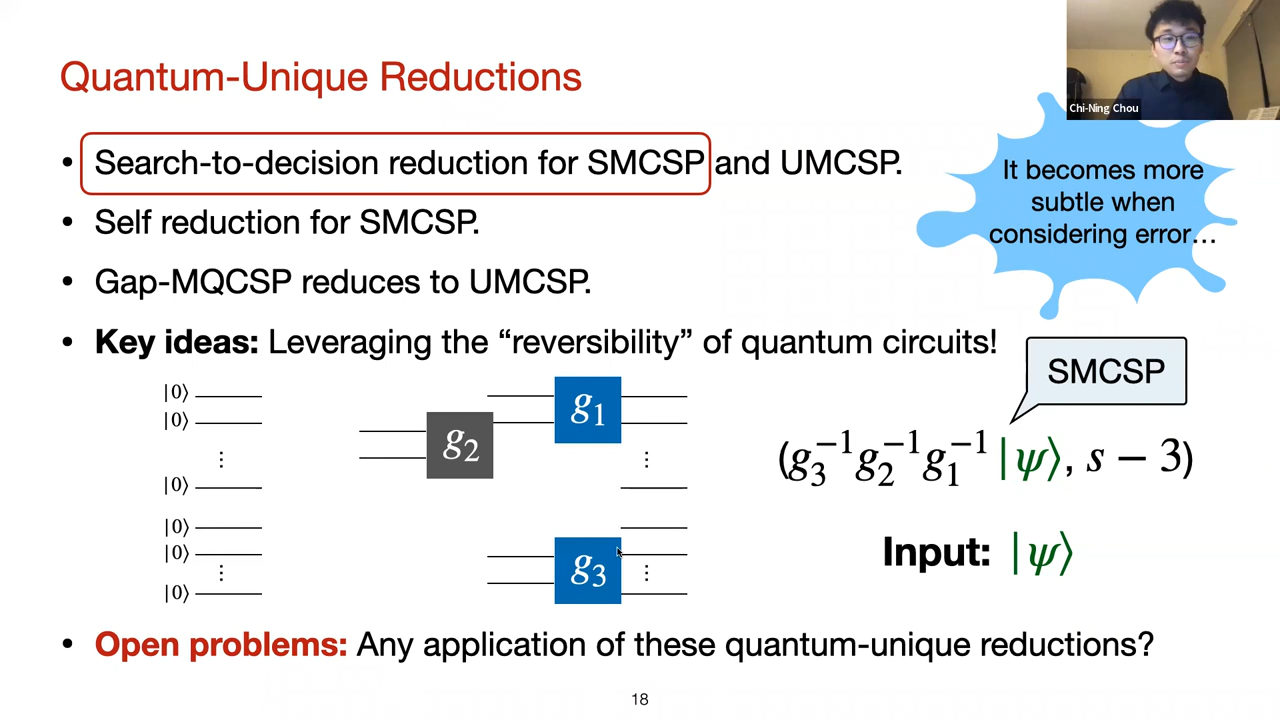 Quantum-Unique Reductions
Chi-Ning Chou
• Search-to-decision reduction for SMCSP and UMCSP.
It becomes more
subtle when
considering error…
• Self reduction for SMCSP.
• Gap-MQCSP reduces to UMCSP.
• Key ideas: Leveraging the “reversibility” of quantum circuits!
SMCSP
|0⟩
|0⟩
⋮
|0⟩
|0⟩
|0⟩
⋮
|0⟩
g₂
g₁
⋮
g₃
⋮
(g₃⁻¹g₂⁻¹g₁⁻¹|ψ⟩, s − 3)
Input: |ψ⟩
• Open problems: Any application of these quantum-unique reductions?
18